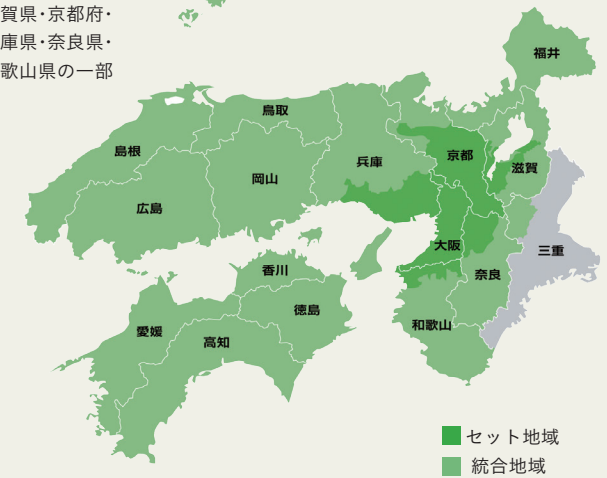 賀県・京都府・
庫県・奈良県・
歌山県の一部
福井
鳥取
島根
兵庫
京都
滋賀
岡山
広島
大阪
三重
奈良
香川
徳島
和歌山
愛媛
高知
セット地域
統合地域